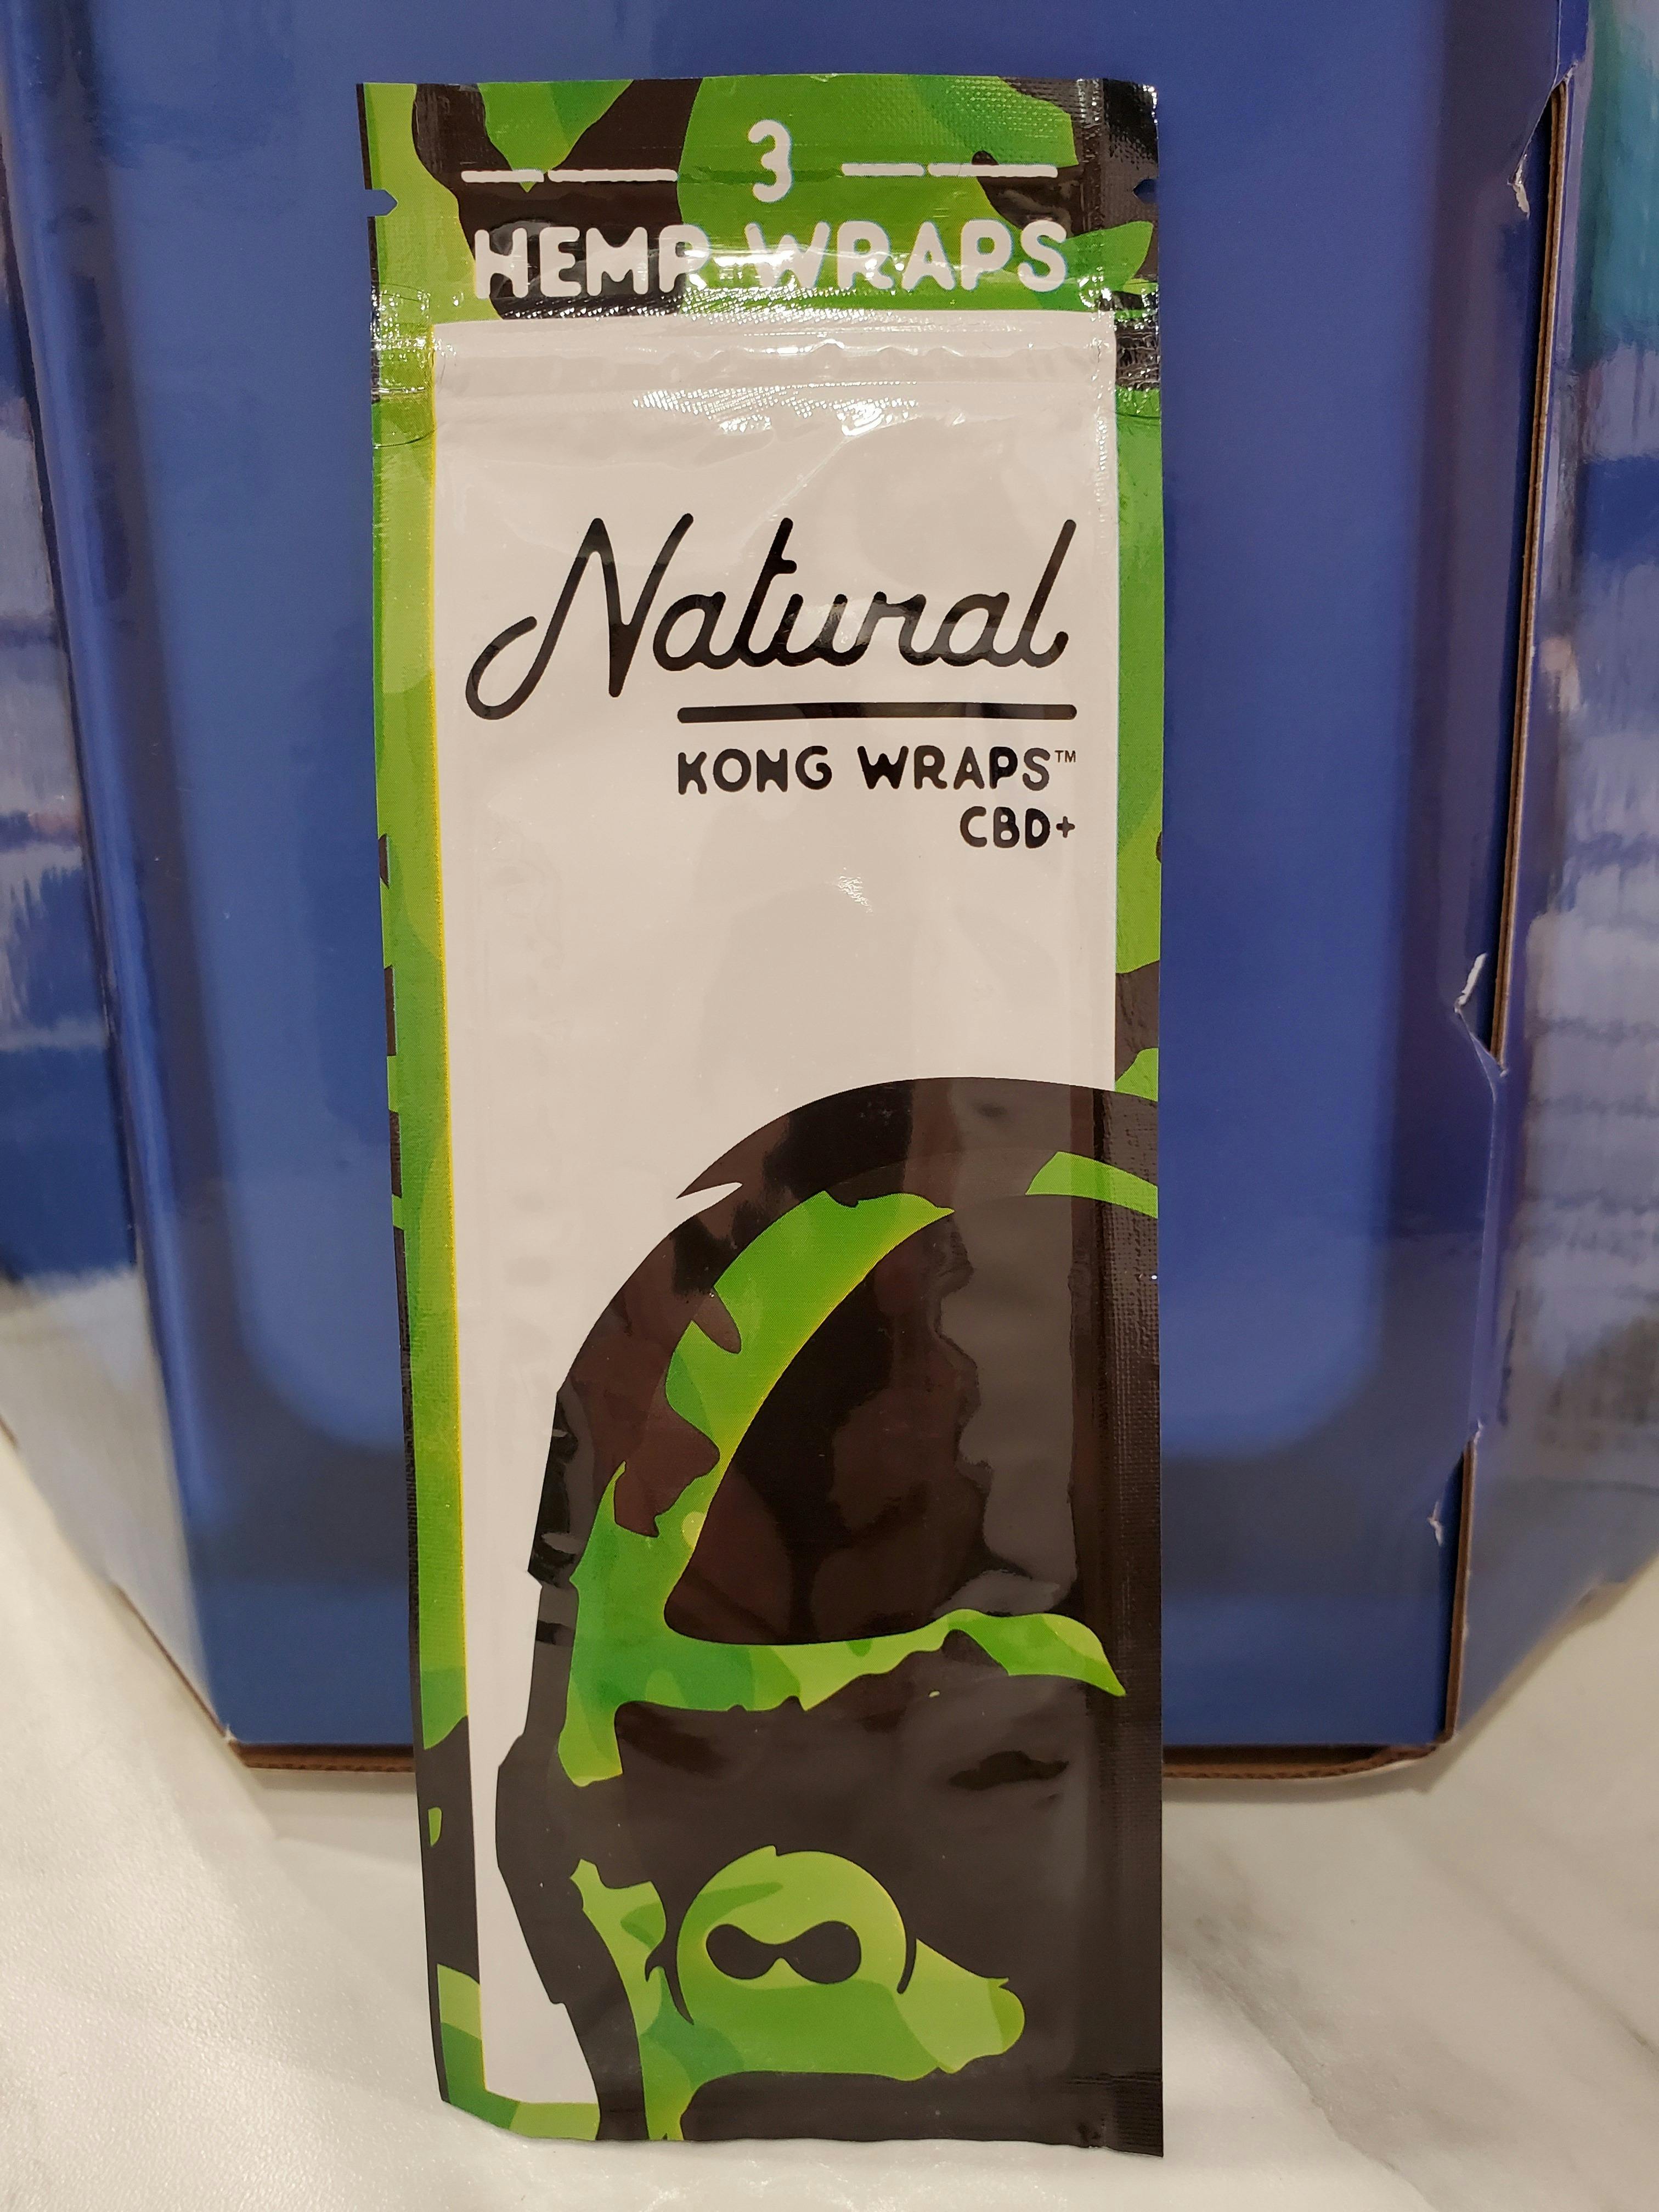 3
HEMP WRAPS
Natural
KONG WRAPS™
CBD+